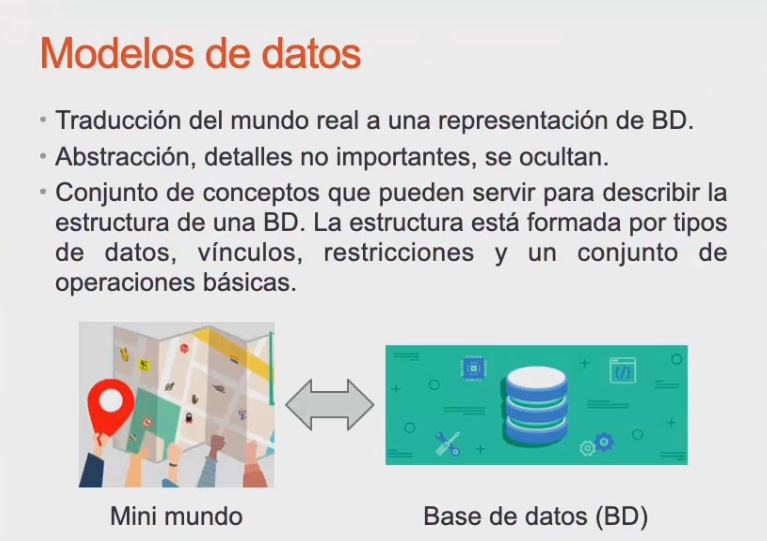 Modelos de datos
• Traducción del mundo real a una representación de BD.
• Abstracción, detalles no importantes, se ocultan.
• Conjunto de conceptos que pueden servir para describir la
estructura de una BD. La estructura está formada por tipos
de datos, vínculos, restricciones y un conjunto de
operaciones básicas.
Mini mundo
Base de datos (BD)